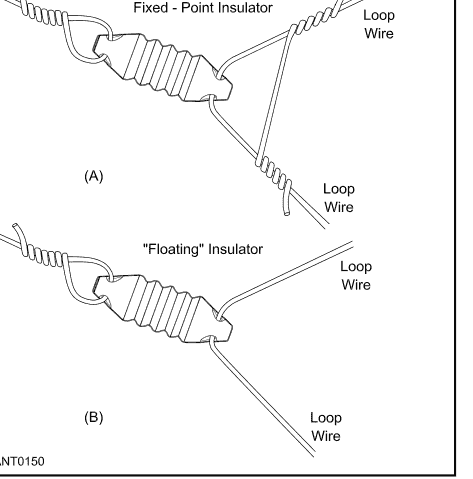 Fixed - Point Insulator
Loop
Wire
(A)
Loop
Wire
"Floating" Insulator
Loop
Wire
(B)
Loop
Wire
ANT0150